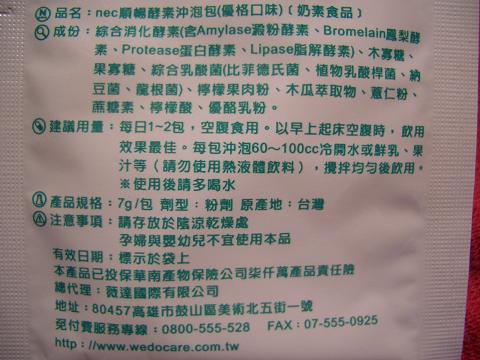 品名：nec順暢酵素沖泡包(優格口味)〔奶素食品〕
成份：綜合消化酵素(含Amylase澱粉酵素、Bromelain鳳梨酵
素、Protease蛋白酵素、Lipase脂解酵素)、木寡糖、
果寡糖、綜合乳酸菌(比菲德氏菌、植物乳酸桿菌、納
豆菌、龍根菌)、檸檬果肉粉、木瓜萃取物、薏仁粉、
蔗糖素、檸檬酸、優酪乳粉。
建議用量：每日1~2包，空腹食用。以早上起床空腹時，飲用
效果最佳。每包沖泡60～100cc冷開水或鮮乳、果
汁等（請勿使用熱液體飲料），攪拌均勻後飲用。
※使用後請多喝水
產品規格：7g/包 劑型：粉劑 原產地：台灣
注意事項：請存放於陰涼乾燥處
孕婦與嬰幼兒不宜使用本品
有效日期：標示於袋上
本產品已投保華南產物保險公司柒仟萬產品責任險
總代理：薇達國際有限公司
地址：80457高雄市鼓山區美術北五街一號
免付費服務專線：0800-555-528 FAX：07-555-0925
http://www.wedocare.com.tw